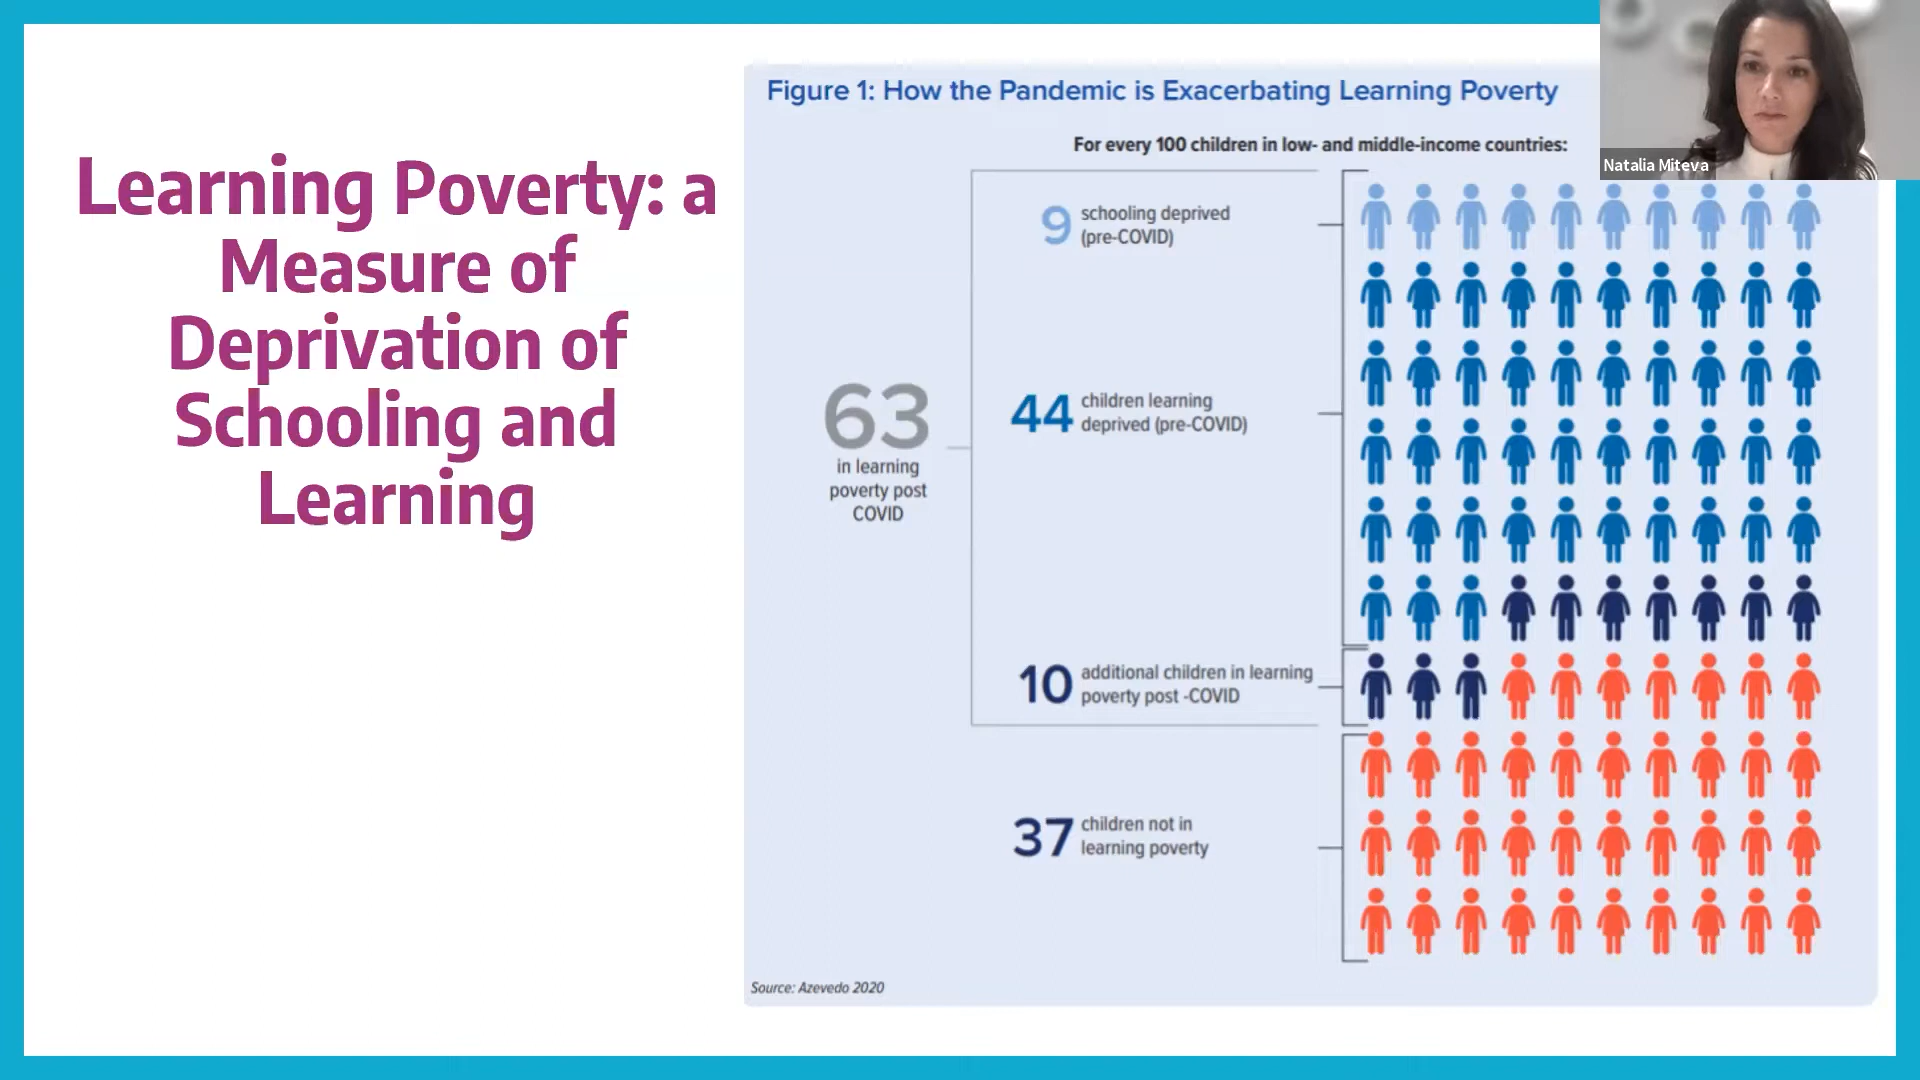 Learning Poverty: a
Measure of
Deprivation of
Schooling and
Learning
Figure 1: How the Pandemic is Exacerbating Learning Poverty
For every 100 children in low- and middle-income countries:
9 schooling deprived
(pre-COVID)
44 children learning
deprived (pre-COVID)
63
in learning
poverty post
COVID
10 additional children in learning
poverty post -COVID
37 children not in
learning poverty
Source: Azevedo 2020
Natalia Miteva